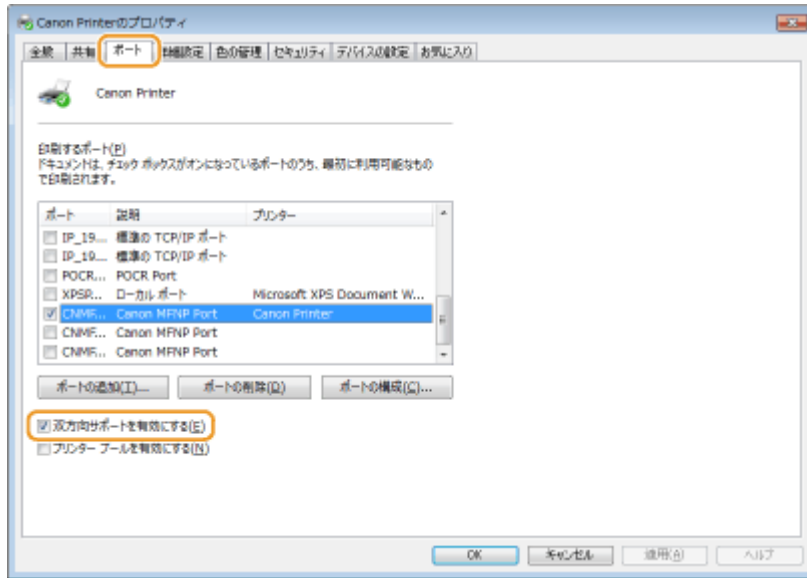 Canon Printerのプロパティ
全般 共有 ポート 詳細設定 色の管理 セキュリティ デバイスの設定 お気に入り
Canon Printer
印刷するポート(P)
ドキュメントは、チェック ボックスがオンになっているポートのうち、最初に利用可能なもの
で印刷されます。
ポート 説明 プリンター
IP_19... 標準の TCP/IP ポート
IP_19... 標準の TCP/IP ポート
POCR... POCR Port
XPSP... ローカル ポート Microsoft XPS Document W...
CNMF... Canon MFNP Port Canon Printer
CNMF... Canon MFNP Port
CNMF... Canon MFNP Port
ポートの追加(T)... ポートの削除(D) ポートの構成(C)...
双方向サポートを有効にする(E)
プリンター プールを有効にする(N)
OK キャンセル 適用(A) ヘルプ